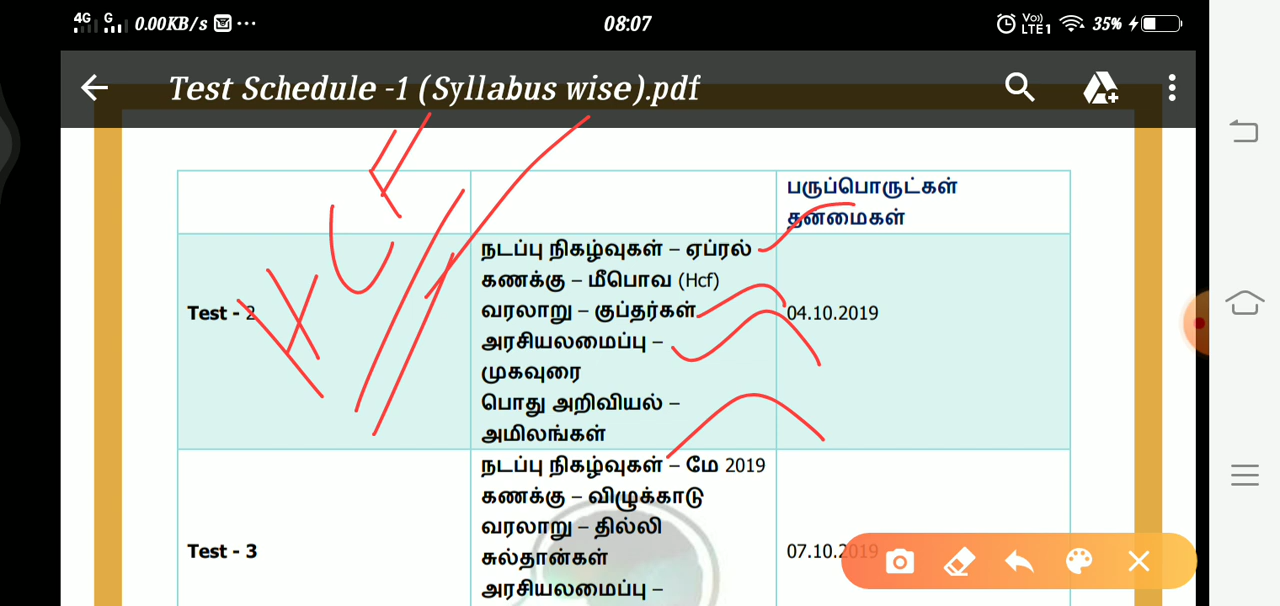 4G G 0.00KB/s ... 08:07 Vo) LTE1 35%
Test Schedule -1 (Syllabus wise).pdf
பருப்பொருட்கள்
தன்மைகள்
Test - 2
நடப்பு நிகழ்வுகள் – ஏப்ரல்
கணக்கு – மீபொவ (Hcf)
வரலாறு – குப்தர்கள்
அரசியலமைப்பு –
முகவுரை
பொது அறிவியல் –
அமிலங்கள்
04.10.2019
Test - 3
நடப்பு நிகழ்வுகள் – மே 2019
கணக்கு – விழுக்காடு
வரலாறு – தில்லி
சுல்தான்கள்
அரசியலமைப்பு –
07.10.2019